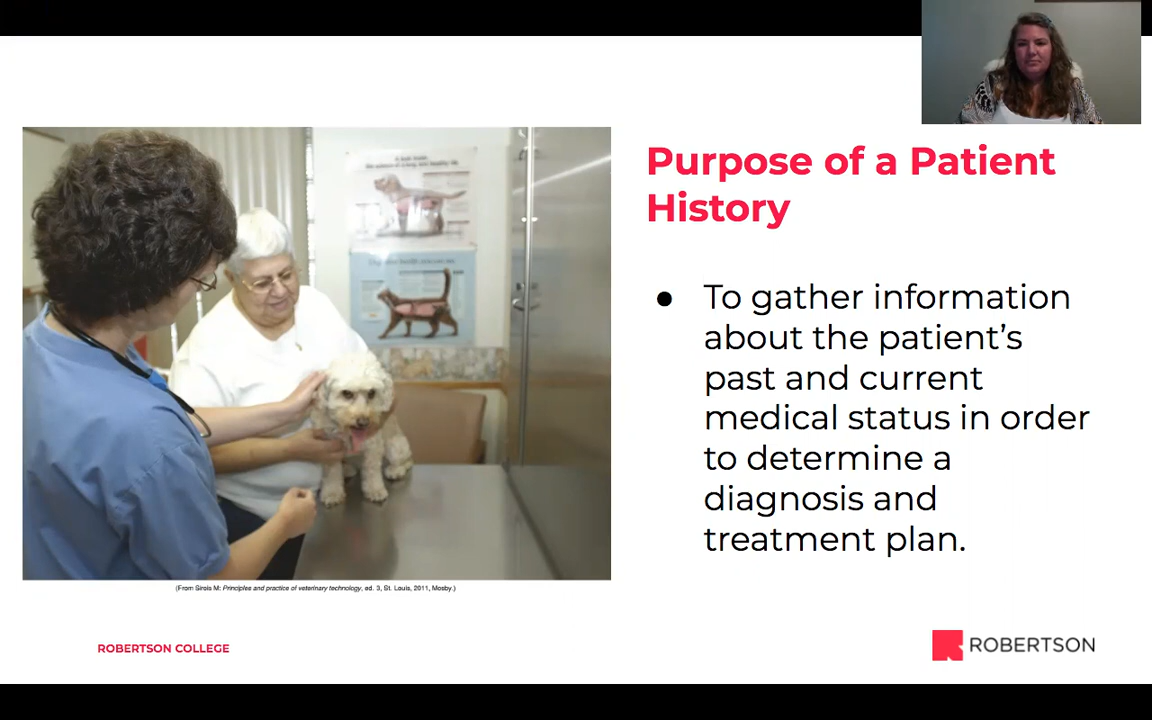 Purpose of a Patient
History
● To gather information
about the patient’s
past and current
medical status in order
to determine a
diagnosis and
treatment plan.
(From Sirois M: Principles and practice of veterinary technology, ed. 3, St. Louis, 2011, Mosby.)
ROBERTSON COLLEGE
ROBERTSON